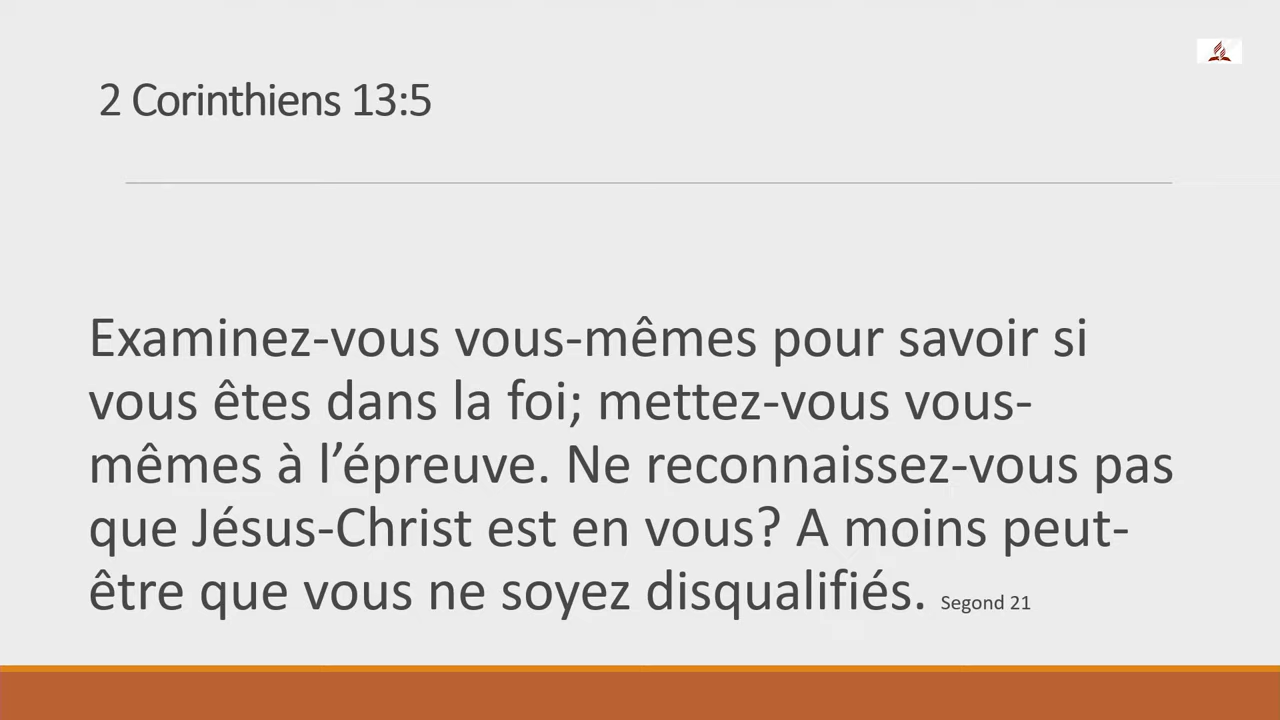 2 Corinthiens 13:5
Examinez-vous vous-mêmes pour savoir si
vous êtes dans la foi; mettez-vous vous-
mêmes à l’épreuve. Ne reconnaissez-vous pas
que Jésus-Christ est en vous? A moins peut-
être que vous ne soyez disqualifiés. Segond 21